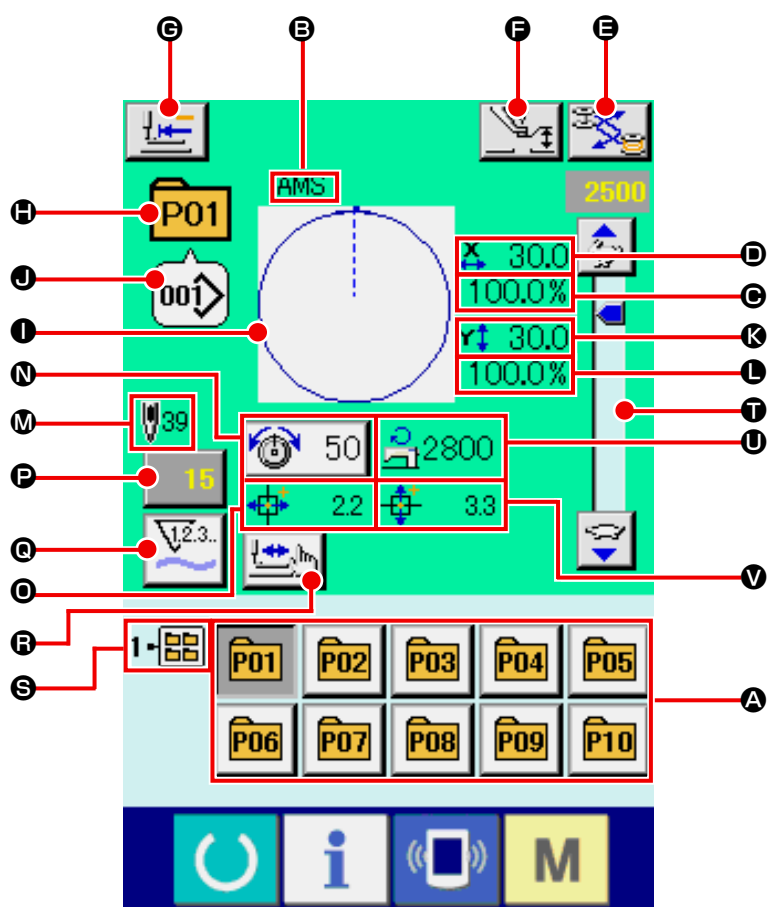 G B F E
AMS
2500
H P01
X 30.0 D
J 001 100.0% C
I Y 30.0 K
N 100.0% L
M 39 T
50 2800 U
P 15
2.2 3.3
Q 1.2.3..
O V
R
S 1
P01 P02 P03 P04 P05
A
P06 P07 P08 P09 P10
i M